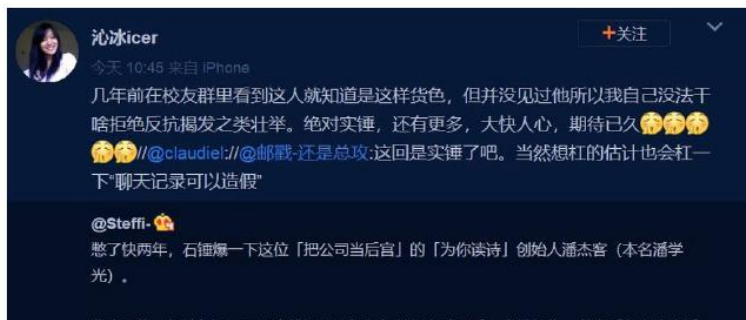 沁冰icer
+关注
今天 10:45 来自 iPhone
几年前在校友群里看到这人就知道是这样货色，但并没见过他所以我自己没法干
啥拒绝反抗揭发之类壮举。绝对实锤，还有更多，大快人心，期待已久
//@claudiel://@邮戳-还是总攻:这回是实锤了吧。当然想杠的估计也会杠一
下“聊天记录可以造假”
@Steffi-
憋了快两年，石锤爆一下这位「把公司当后宫」的「为你读诗」创始人潘杰客（本名潘学
光）.